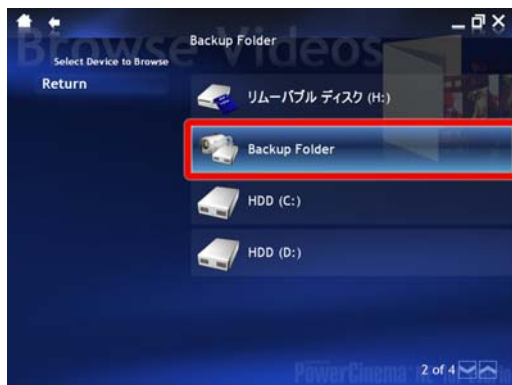 Browse Videos
Backup Folder
Select Device to Browse
Return
リムーバブル ディスク (H:)
Backup Folder
HDD (C:)
HDD (D:)
2 of 4
PowerCinema